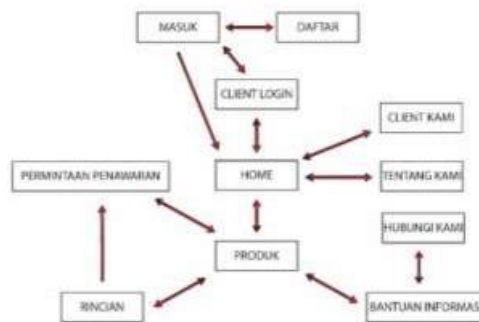 MASUK
DAFTAR
CLIENT LOGIN
CLIENT KAMI
PERMINTAAN PENAWARAN
HOME
TENTANG KAMI
HUBUNGI KAMI
PRODUK
RINCIAN
BANTUAN INFORMAS